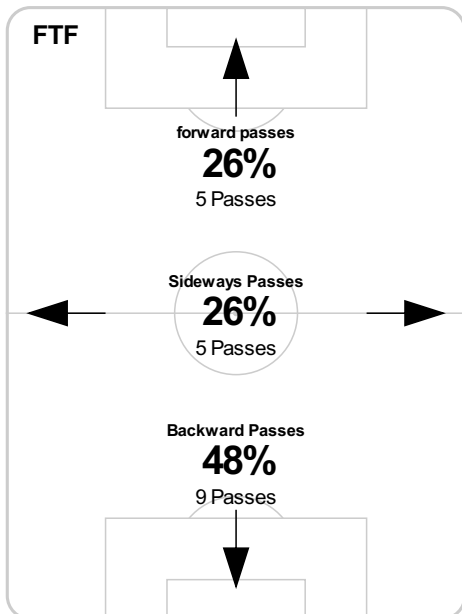 FTF
forward passes
26%
5 Passes
Sideways Passes
26%
5 Passes
Backward Passes
48%
9 Passes